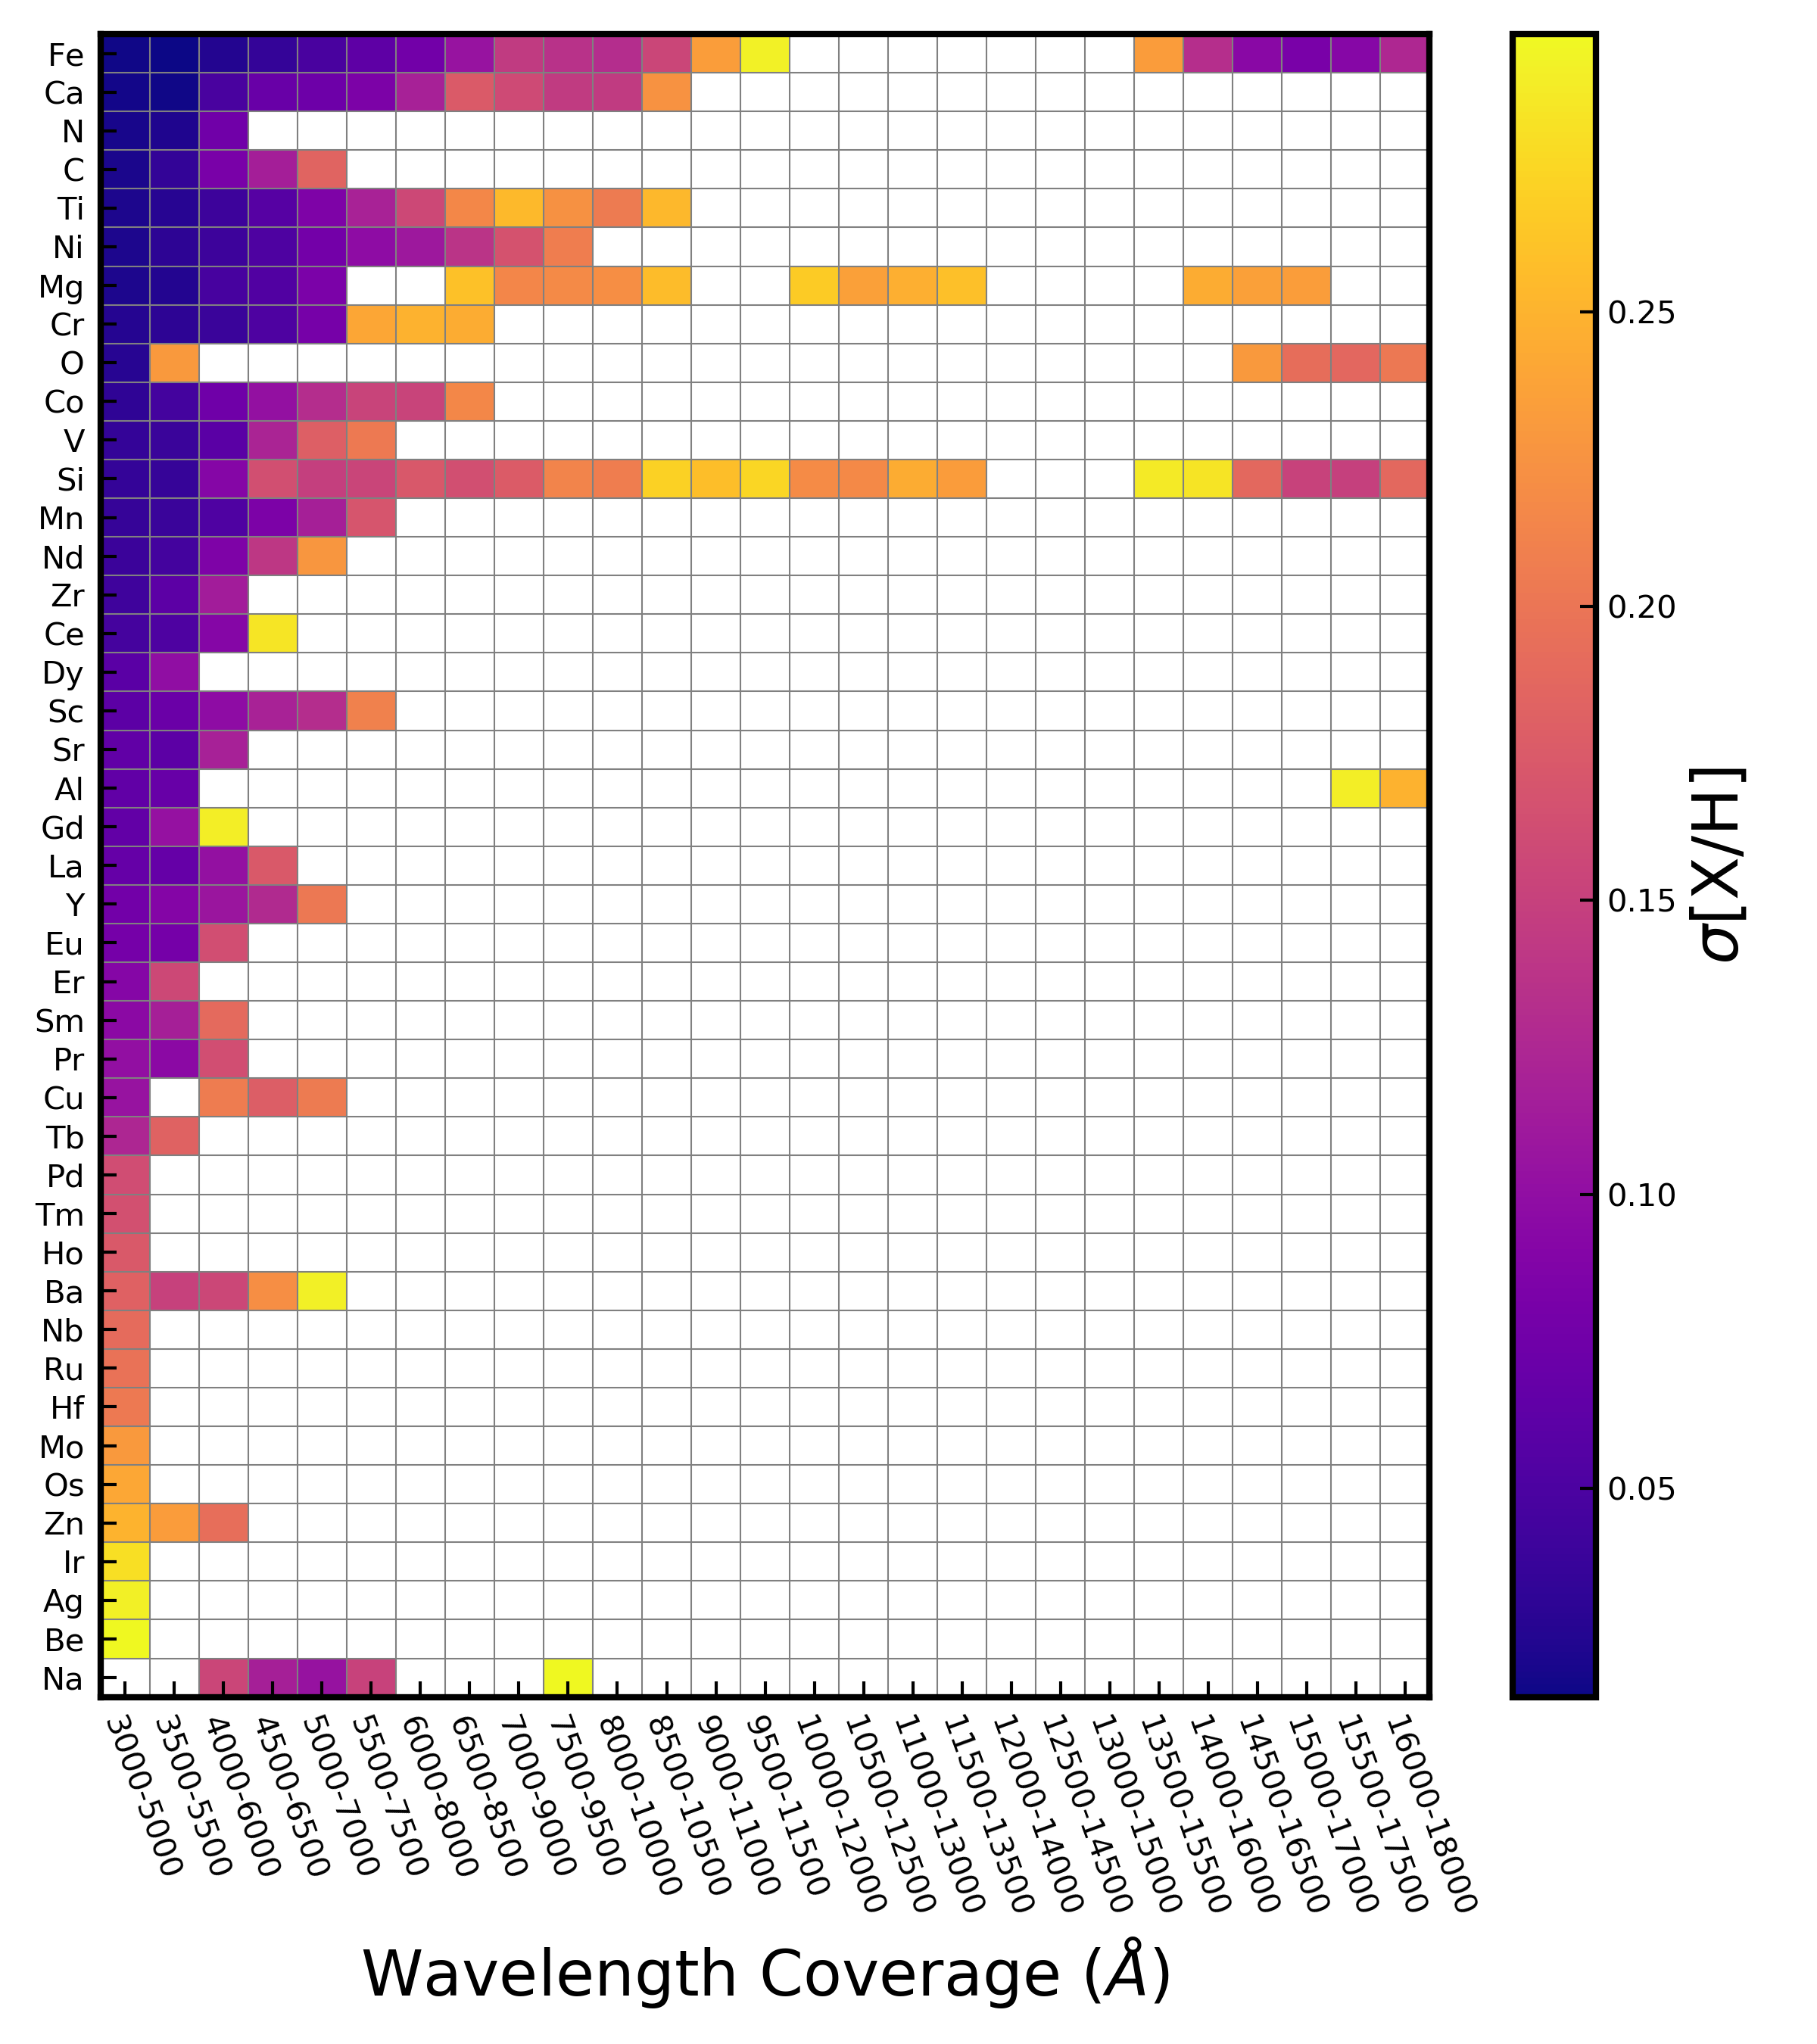 Fe
Ca
N
C
Ti
Ni
Mg
Cr
O
Co
V
Si
Mn
Nd
Zr
Ce
Dy
Sc
Sr
Al
Gd
La
Y
Eu
Er
Sm
Pr
Cu
Tb
Pd
Tm
Ho
Ba
Nb
Ru
Hf
Mo
Os
Zn
Ir
Ag
Be
Na
3000-5000
3500-5500
4000-6000
4500-6500
5000-7000
5500-7500
6000-8000
6500-8500
7000-9000
7500-9500
8000-10000
8500-10500
9000-11000
9500-11500
10000-12000
10500-12500
11000-13000
11500-13500
12000-14000
12500-14500
13000-15000
13500-15500
14000-16000
14500-16500
15000-17000
15500-17500
16000-18000
Wavelength Coverage (Å)
0.25
0.20
0.15
0.10
0.05
σ[X/H]